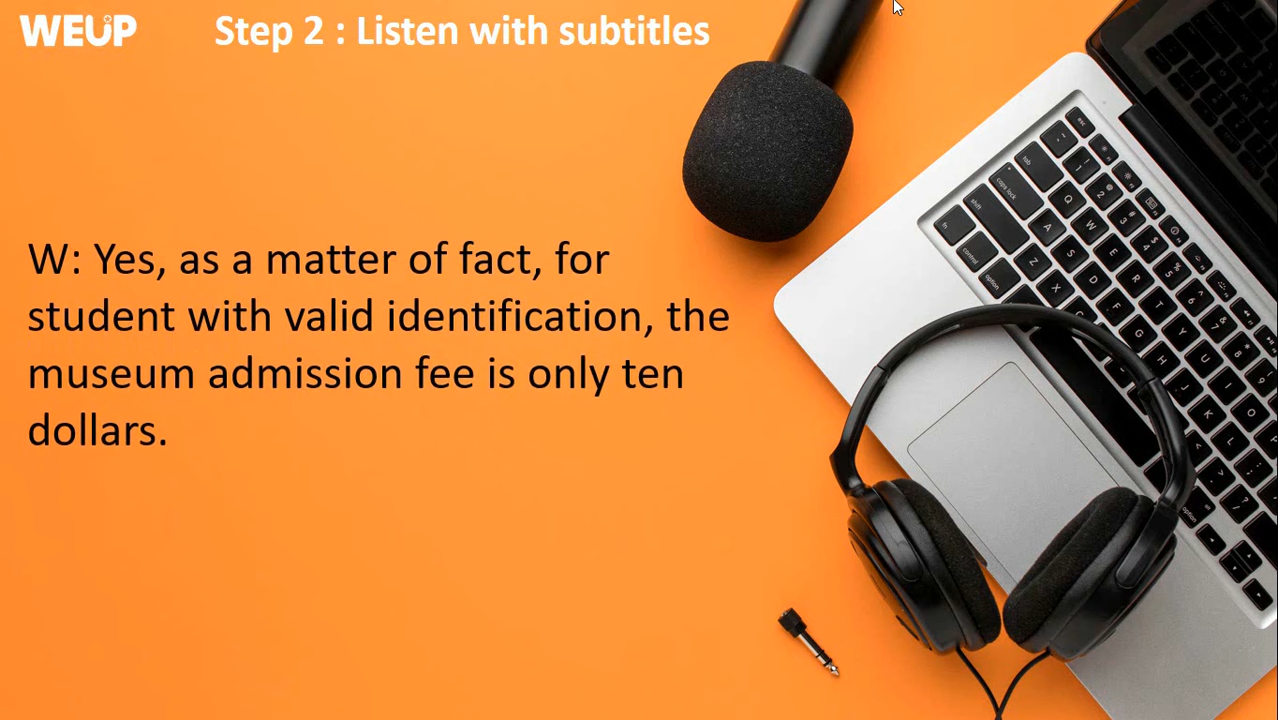 WEUP
Step 2 : Listen with subtitles
W: Yes, as a matter of fact, for
student with valid identification, the
museum admission fee is only ten
dollars.